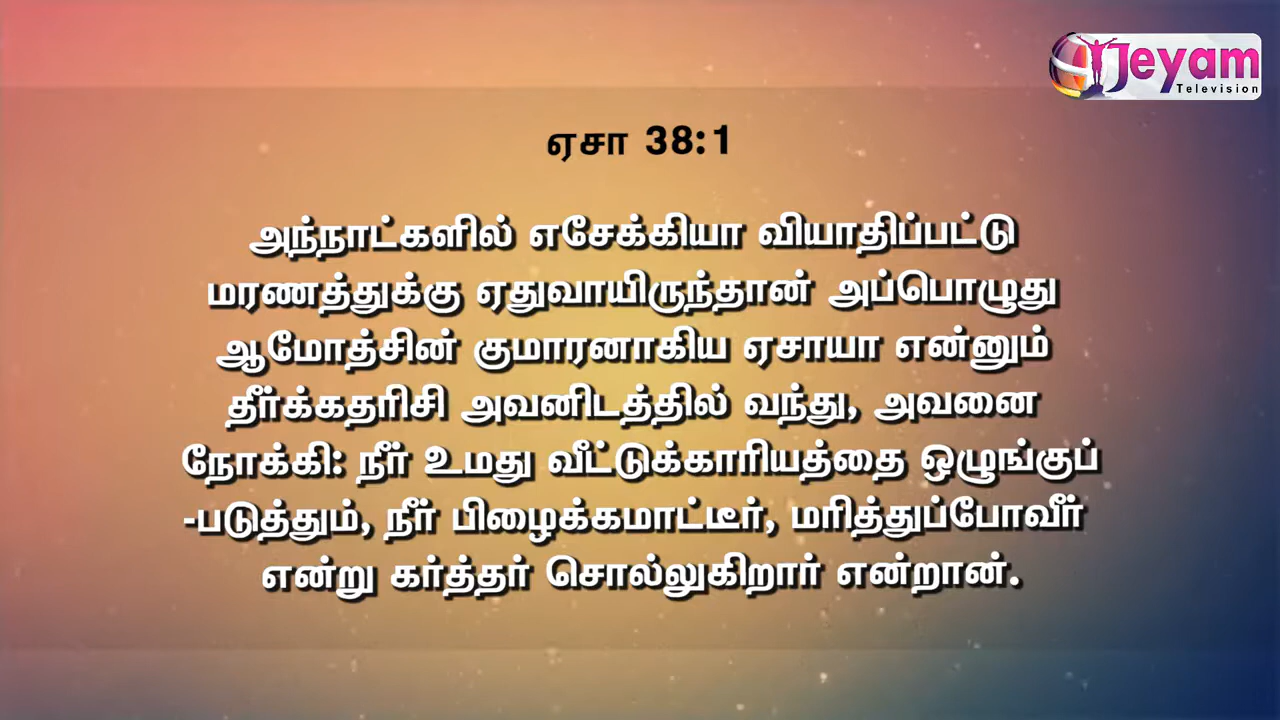 Jeyam
Television
ஏசா 38:1
அந்நாட்களில் எசேக்கியா வியாதிப்பட்டு
மரணத்துக்கு ஏதுவாயிருந்தான் அப்பொழுது
ஆமோத்சின் குமாரனாகிய ஏசாயா என்னும்
தீர்க்கதரிசி அவனிடத்தில் வந்து, அவனை
நோக்கி: நீர் உமது வீட்டுக்காரியத்தை ஒழுங்குப்
-படுத்தும், நீர் பிழைக்கமாட்டீர், மரித்துப்போவீர்
என்று கர்த்தர் சொல்லுகிறார் என்றான்.